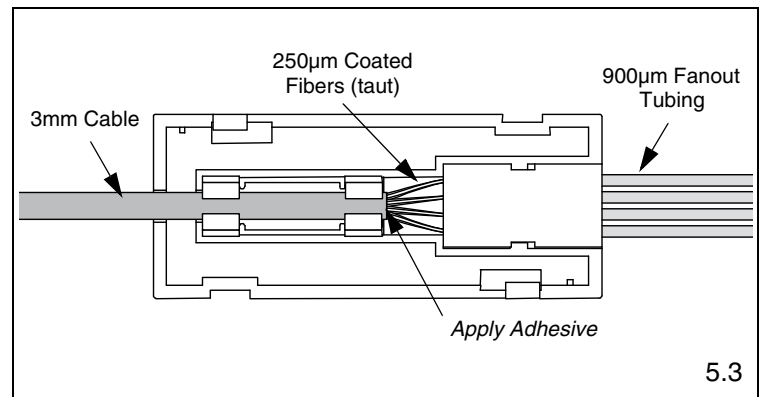 250µm Coated
Fibers (taut)
900µm Fanout
Tubing
3mm Cable
Apply Adhesive
5.3